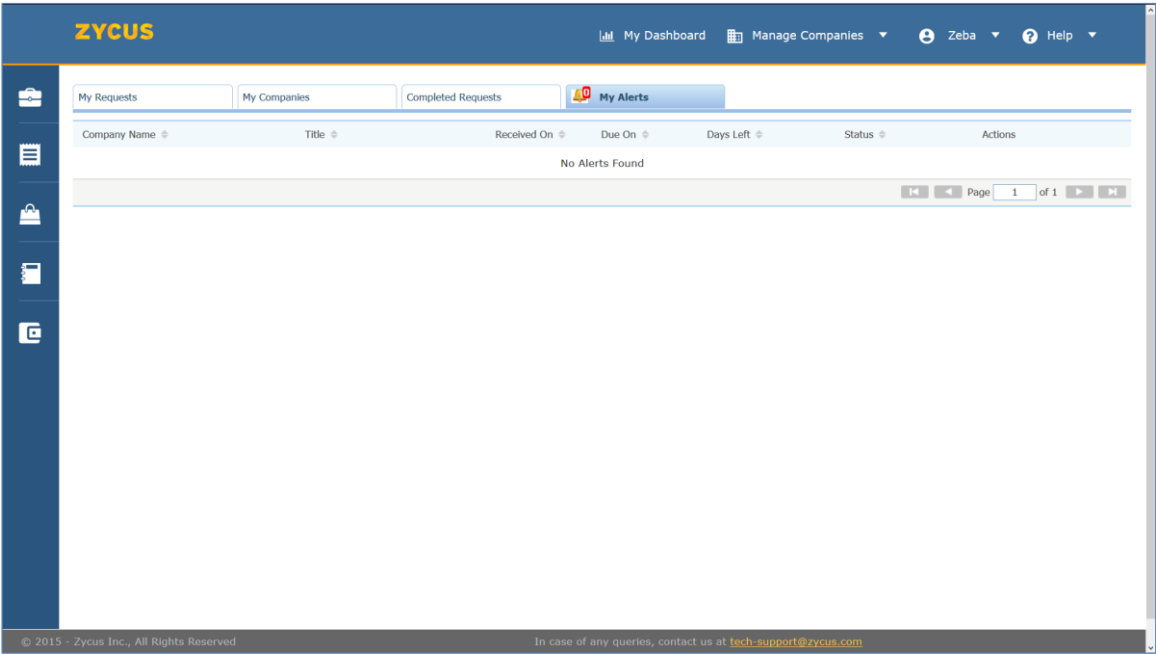 ZYCUS
My Dashboard Manage Companies Zeba Help
My Requests My Companies Completed Requests 0 My Alerts
Company Name Title Received On Due On Days Left Status Actions
No Alerts Found
Page 1 of 1
© 2015 - Zycus Inc., All Rights Reserved In case of any queries, contact us at tech-support@zycus.com